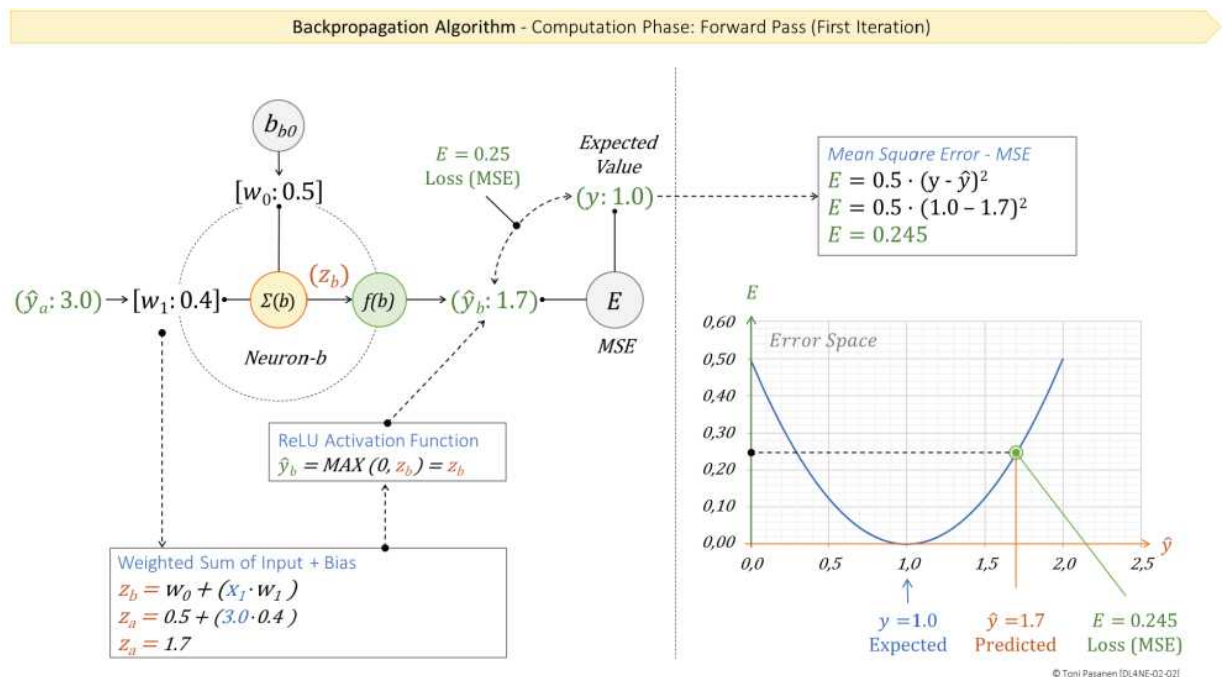 Backpropagation Algorithm - Computation Phase: Forward Pass (First Iteration)
b_b0
[w_0: 0.5]
(ŷ_a: 3.0)
[w_1: 0.4]
Σ(b)
(z_b)
f(b)
(ŷ_b: 1.7)
Neuron-b
E = 0.25
Loss (MSE)
Expected
Value
(y: 1.0)
E
MSE
ReLU Activation Function
ŷ_b = MAX (0, z_b) = z_b
Weighted Sum of Input + Bias
z_b = w_0 + (x_1 · w_1)
z_a = 0.5 + (3.0 · 0.4)
z_a = 1.7
Mean Square Error - MSE
E = 0.5 · (y - ŷ)²
E = 0.5 · (1.0 – 1.7)²
E = 0.245
E
Error Space
0,60
0,50
0,40
0,30
0,20
0,10
0,00
0,0 0,5 1,0 1,5 2,0 2,5
ŷ
y = 1.0
Expected
ŷ = 1.7
Predicted
E = 0.245
Loss (MSE)
© Toni Pasanen [DL4NE-02-02]